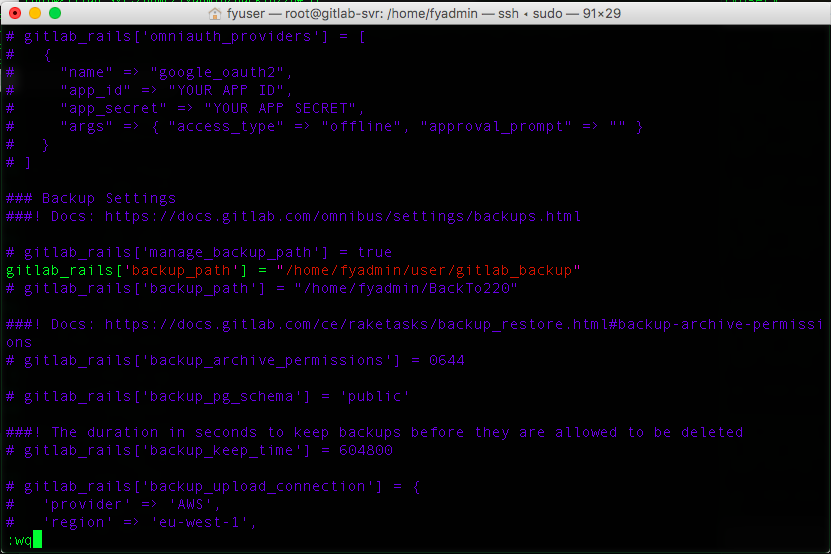 fyuser — root@gitlab-svr: /home/fyadmin — ssh ‹ sudo — 91×29
# gitlab_rails['omniauth_providers'] = [
#   {
#     "name" => "google_oauth2",
#     "app_id" => "YOUR APP ID",
#     "app_secret" => "YOUR APP SECRET",
#     "args" => { "access_type" => "offline", "approval_prompt" => "" }
#   }
# ]
### Backup Settings
###! Docs: https://docs.gitlab.com/omnibus/settings/backups.html
# gitlab_rails['manage_backup_path'] = true
gitlab_rails['backup_path'] = "/home/fyadmin/user/gitlab_backup"
# gitlab_rails['backup_path'] = "/home/fyadmin/BackTo220"
###! Docs: https://docs.gitlab.com/ce/raketasks/backup_restore.html#backup-archive-permissi
ons
# gitlab_rails['backup_archive_permissions'] = 0644
# gitlab_rails['backup_pg_schema'] = 'public'
###! The duration in seconds to keep backups before they are allowed to be deleted
# gitlab_rails['backup_keep_time'] = 604800
# gitlab_rails['backup_upload_connection'] = {
#   'provider' => 'AWS',
#   'region' => 'eu-west-1',
:wq